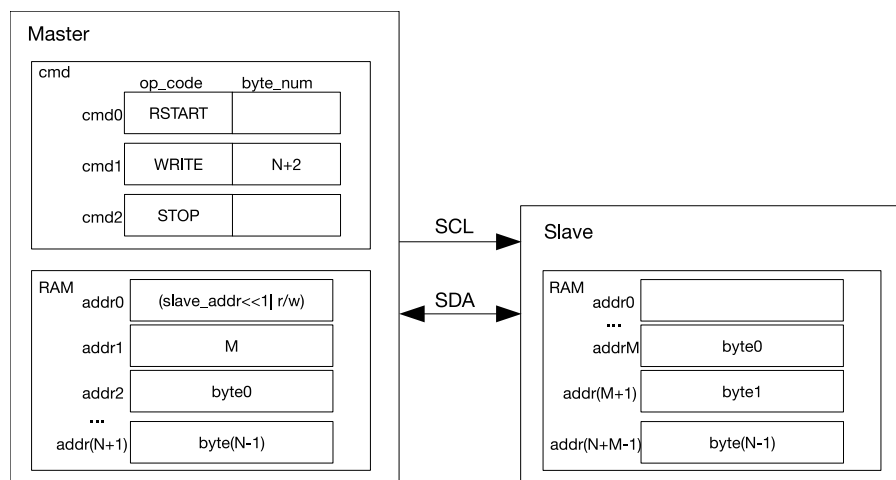 Master
cmd
op_code byte_num
cmd0 RSTART
cmd1 WRITE N+2
cmd2 STOP
RAM
addr0 (slave_addr<<1| r/w)
addr1 M
addr2 byte0
...
addr(N+1) byte(N-1)
SCL
SDA
Slave
RAM
addr0
...
addrM byte0
addr(M+1) byte1
addr(N+M-1) byte(N-1)